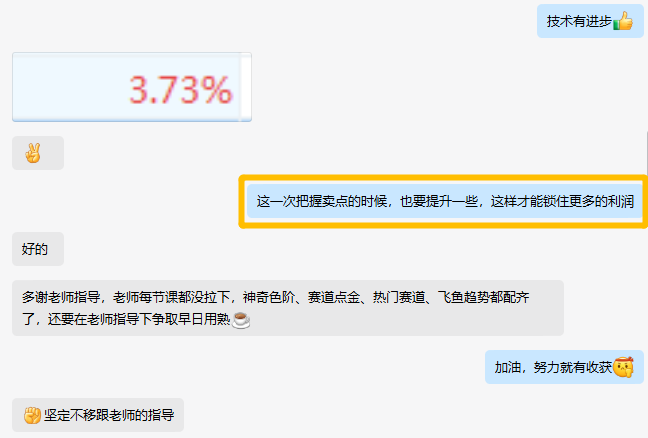 技术有进步
3.73%
这一次把握卖点的时候，也要提升一些，这样才能锁住更多的利润
好的
多谢老师指导，老师每节课都没拉下，神奇色阶、赛道点金、热门赛道、飞鱼趋势都配齐
了，还要在老师指导下争取早日用熟
加油，努力就有收获
坚定不移跟老师的指导